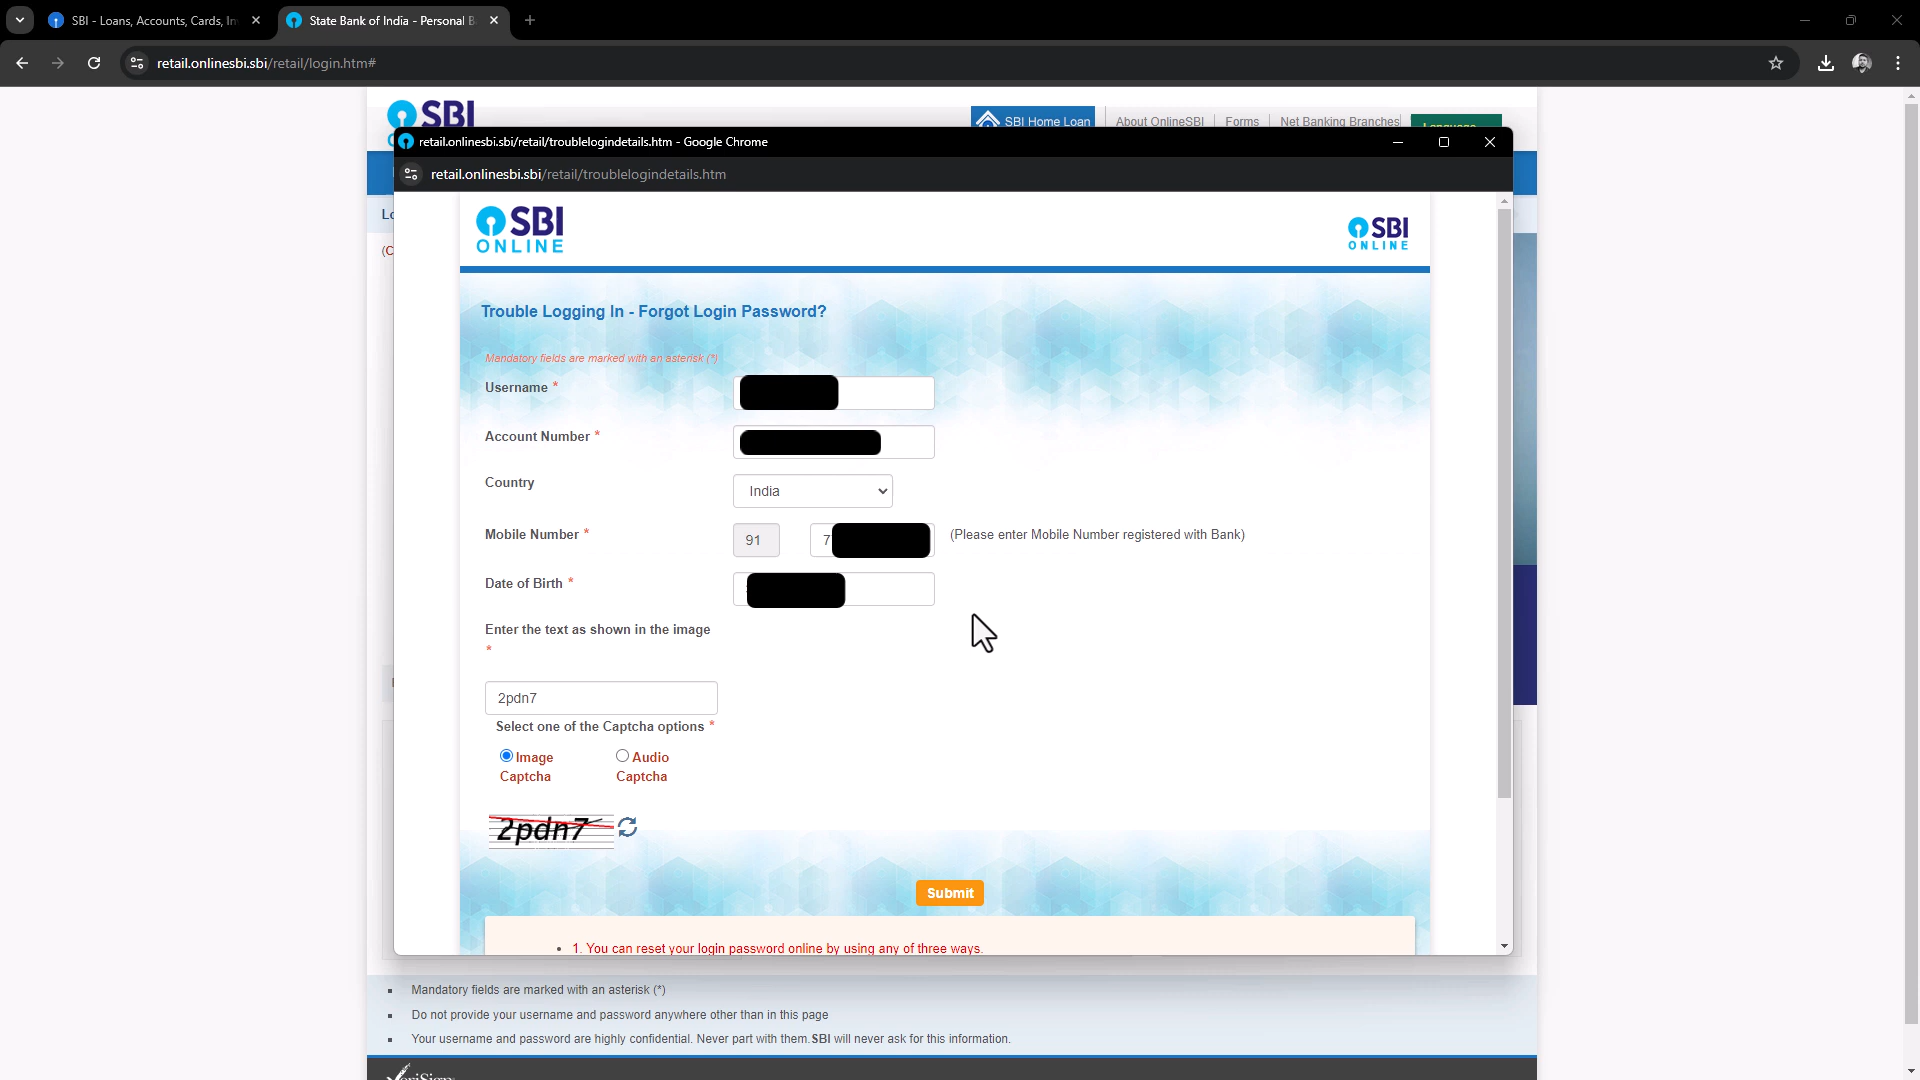 SBI - Loans, Accounts, Cards, In
State Bank of India - Personal B
retail.onlinesbi.sbi/retail/login.htm#
SBI
SBI Home Loan
About OnlineSBI
Forms
Net Banking Branches
Language
retail.onlinesbi.sbi/retail/troublelogindetails.htm - Google Chrome
retail.onlinesbi.sbi/retail/troublelogindetails.htm
SBI
ONLINE
SBI
ONLINE
Trouble Logging In - Forgot Login Password?
Mandatory fields are marked with an asterisk (*)
Username *
Account Number *
Country
India
Mobile Number *
91
7
(Please enter Mobile Number registered with Bank)
Date of Birth *
Enter the text as shown in the image
*
2pdn7
Select one of the Captcha options *
Image Captcha
Audio Captcha
2pdn7
Submit
• 1. You can reset your login password online by using any of three ways.
Mandatory fields are marked with an asterisk (*)
Do not provide your username and password anywhere other than in this page
Your username and password are highly confidential. Never part with them. SBI will never ask for this information.